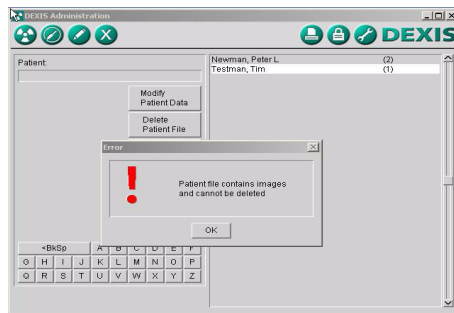 DEXIS Administration
DEXIS
Patient:
Newman, Peter L (2)
Testman, Tim (1)
Modify
Patient Data
Delete
Patient File
Error
Patient file contains images
and cannot be deleted
OK
<BkSp A B C D E F
G H I J K L M N O P
Q R S T U V W X Y Z